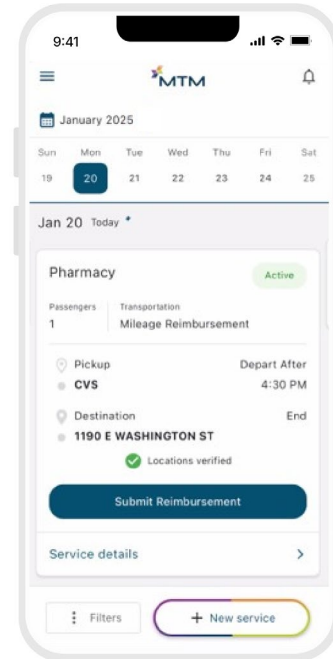 9:41
MTM
January 2025
Sun Mon Tue Wed Thu Fri Sat
19 20 21 22 23 24 25
Jan 20 Today
Pharmacy Active
Passengers Transportation
1 Mileage Reimbursement
Pickup Depart After
CVS 4:30 PM
Destination End
1190 E WASHINGTON ST
Locations verified
Submit Reimbursement
Service details
Filters + New service